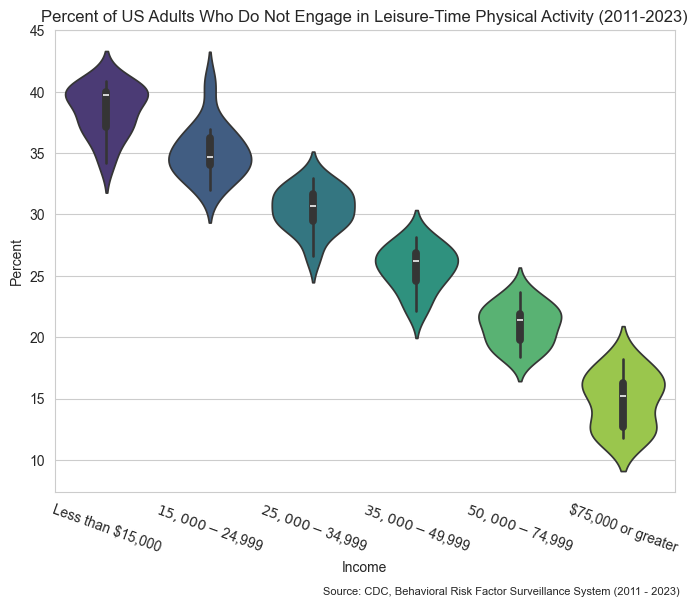 Percent of US Adults Who Do Not Engage in Leisure-Time Physical Activity (2011-2023)
45
40
35
30
25
20
15
10
Percent
Less than $15,000
15,000 − 24,999
25,000 − 34,999
35,000 − 49,999
50,000 − 74,999
$75,000 or greater
Income
Source: CDC, Behavioral Risk Factor Surveillance System (2011 - 2023)